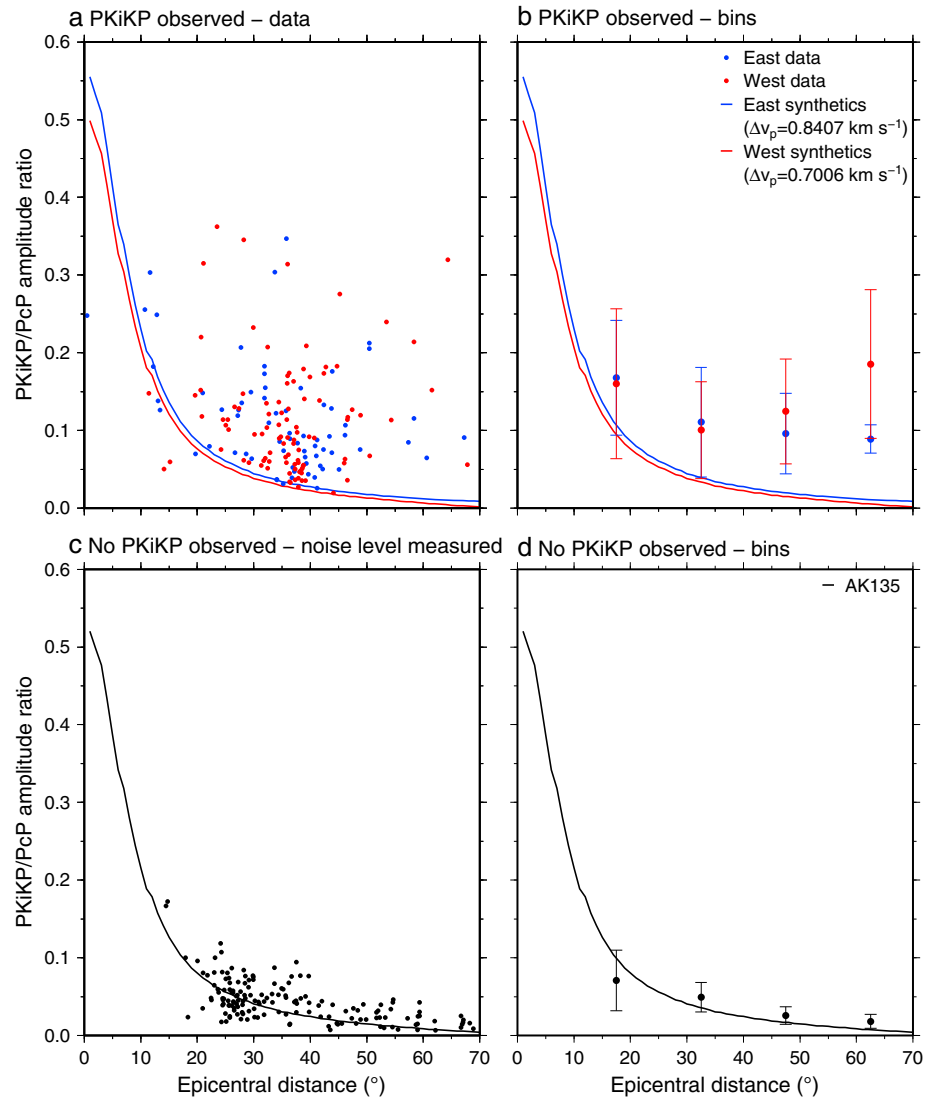 a PKiKP observed – data
b PKiKP observed – bins
0.6
0.5
0.4
0.3
0.2
0.1
0.0
PKiKP/PcP amplitude ratio
East data
West data
East synthetics
(Δvp=0.8407 km s⁻¹)
West synthetics
(Δvp=0.7006 km s⁻¹)
c No PKiKP observed – noise level measured
d No PKiKP observed – bins
0.6
0.5
0.4
0.3
0.2
0.1
0.0
PKiKP/PcP amplitude ratio
AK135
0 10 20 30 40 50 60 70
0 10 20 30 40 50 60 70
Epicentral distance (°)
Epicentral distance (°)